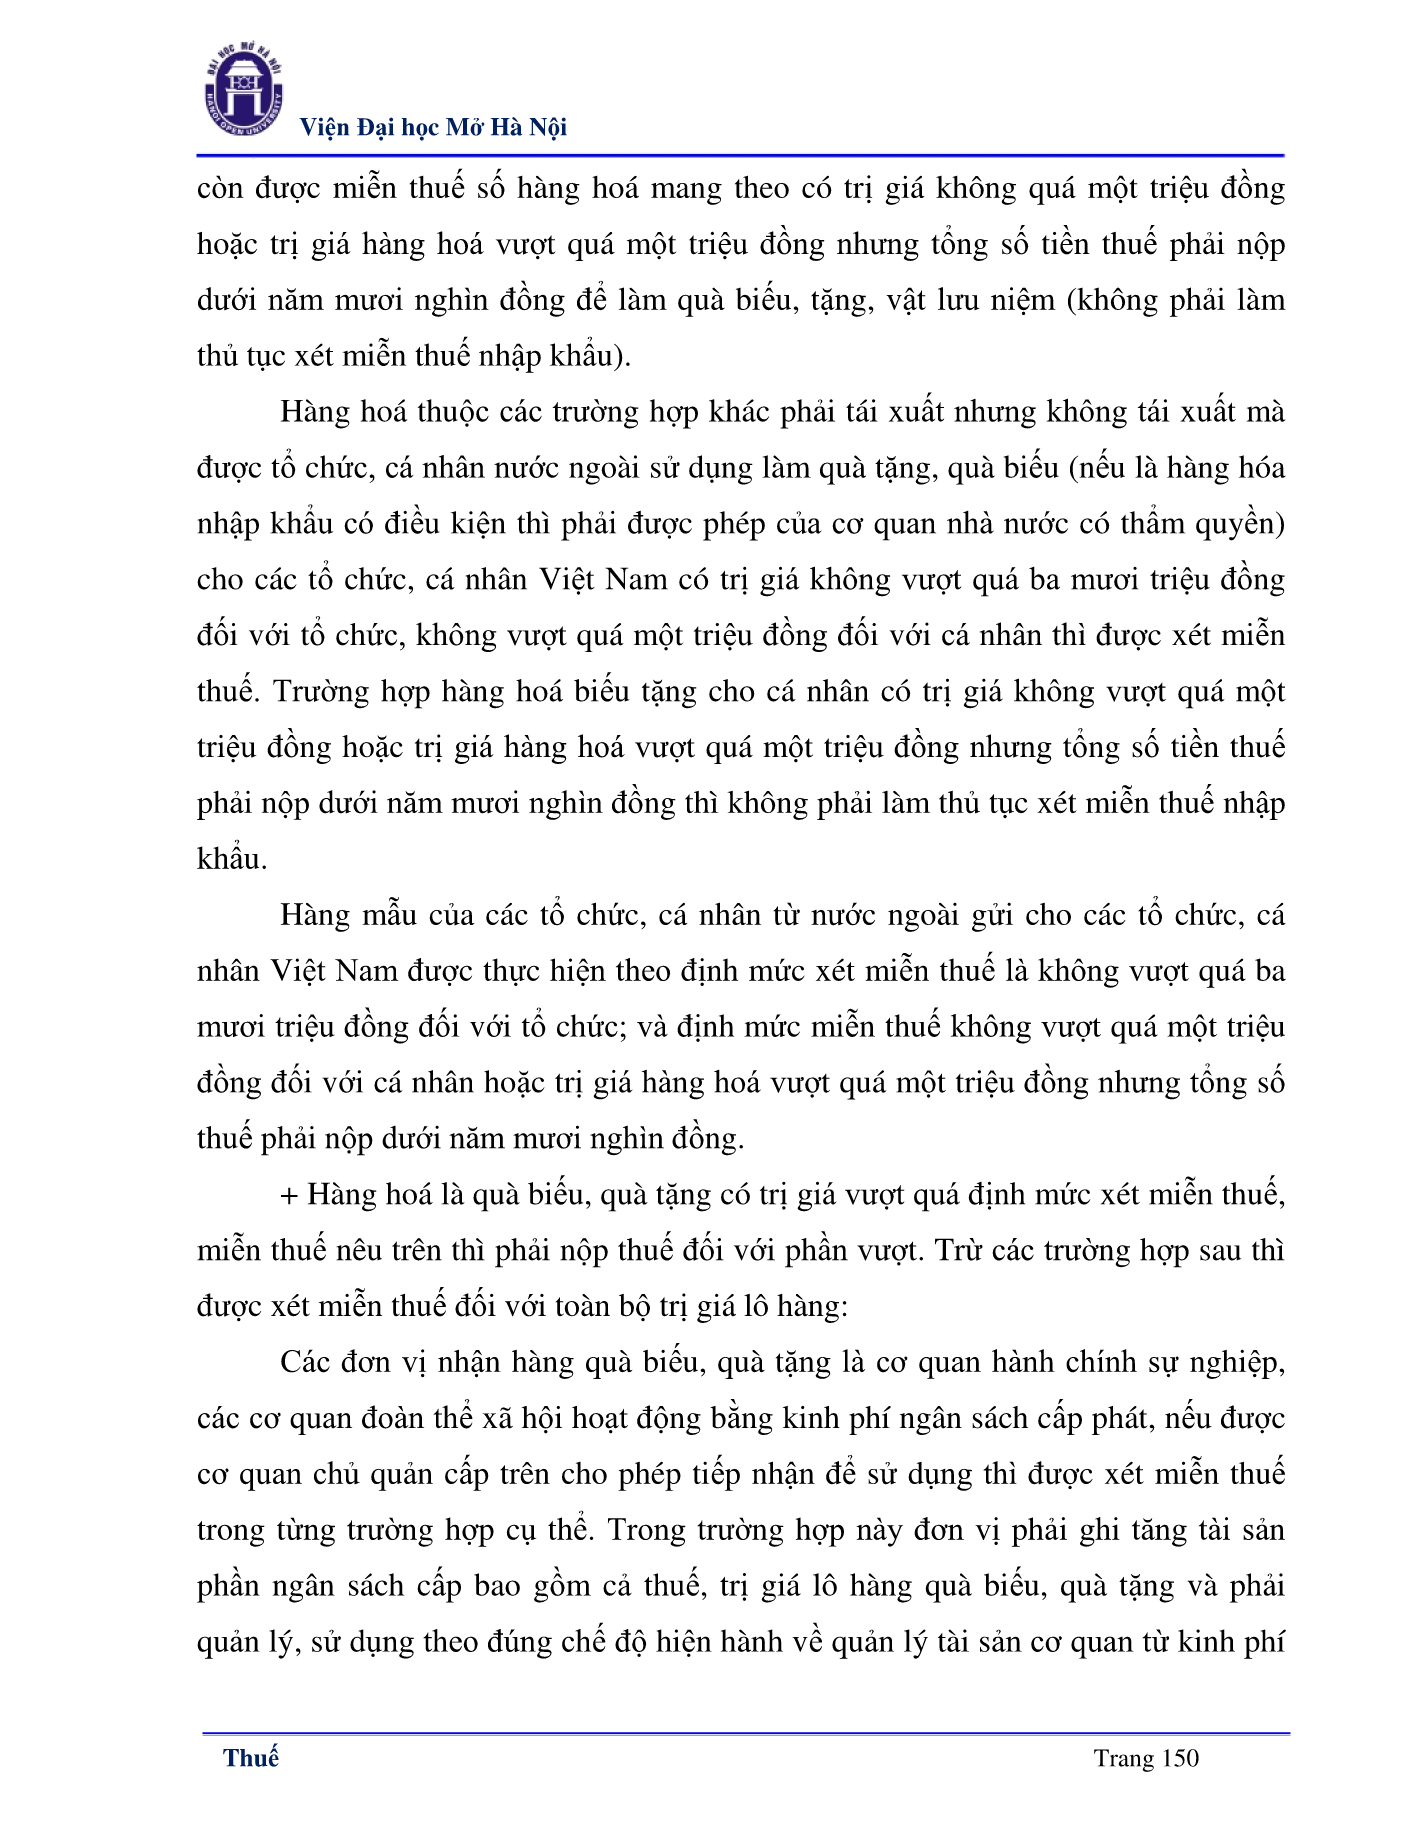 ĐẠI HỌC MỞ HÀ NỘI
HANOI OPEN UNIVERSITY
Viện Đại học Mở Hà Nội
còn được miễn thuế số hàng hoá mang theo có trị giá không quá một triệu đồng
hoặc trị giá hàng hoá vượt quá một triệu đồng nhưng tổng số tiền thuế phải nộp
dưới năm mươi nghìn đồng để làm quà biếu, tặng, vật lưu niệm (không phải làm
thủ tục xét miễn thuế nhập khẩu).
Hàng hoá thuộc các trường hợp khác phải tái xuất nhưng không tái xuất mà
được tổ chức, cá nhân nước ngoài sử dụng làm quà tặng, quà biếu (nếu là hàng hóa
nhập khẩu có điều kiện thì phải được phép của cơ quan nhà nước có thẩm quyền)
cho các tổ chức, cá nhân Việt Nam có trị giá không vượt quá ba mươi triệu đồng
đối với tổ chức, không vượt quá một triệu đồng đối với cá nhân thì được xét miễn
thuế. Trường hợp hàng hoá biếu tặng cho cá nhân có trị giá không vượt quá một
triệu đồng hoặc trị giá hàng hoá vượt quá một triệu đồng nhưng tổng số tiền thuế
phải nộp dưới năm mươi nghìn đồng thì không phải làm thủ tục xét miễn thuế nhập
khẩu.
Hàng mẫu của các tổ chức, cá nhân từ nước ngoài gửi cho các tổ chức, cá
nhân Việt Nam được thực hiện theo định mức xét miễn thuế là không vượt quá ba
mươi triệu đồng đối với tổ chức; và định mức miễn thuế không vượt quá một triệu
đồng đối với cá nhân hoặc trị giá hàng hoá vượt quá một triệu đồng nhưng tổng số
thuế phải nộp dưới năm mươi nghìn đồng.
+ Hàng hoá là quà biếu, quà tặng có trị giá vượt quá định mức xét miễn thuế,
miễn thuế nêu trên thì phải nộp thuế đối với phần vượt. Trừ các trường hợp sau thì
được xét miễn thuế đối với toàn bộ trị giá lô hàng:
Các đơn vị nhận hàng quà biếu, quà tặng là cơ quan hành chính sự nghiệp,
các cơ quan đoàn thể xã hội hoạt động bằng kinh phí ngân sách cấp phát, nếu được
cơ quan chủ quản cấp trên cho phép tiếp nhận để sử dụng thì được xét miễn thuế
trong từng trường hợp cụ thể. Trong trường hợp này đơn vị phải ghi tăng tài sản
phần ngân sách cấp bao gồm cả thuế, trị giá lô hàng quà biếu, quà tặng và phải
quản lý, sử dụng theo đúng chế độ hiện hành về quản lý tài sản cơ quan từ kinh phí
Thuế Trang 150